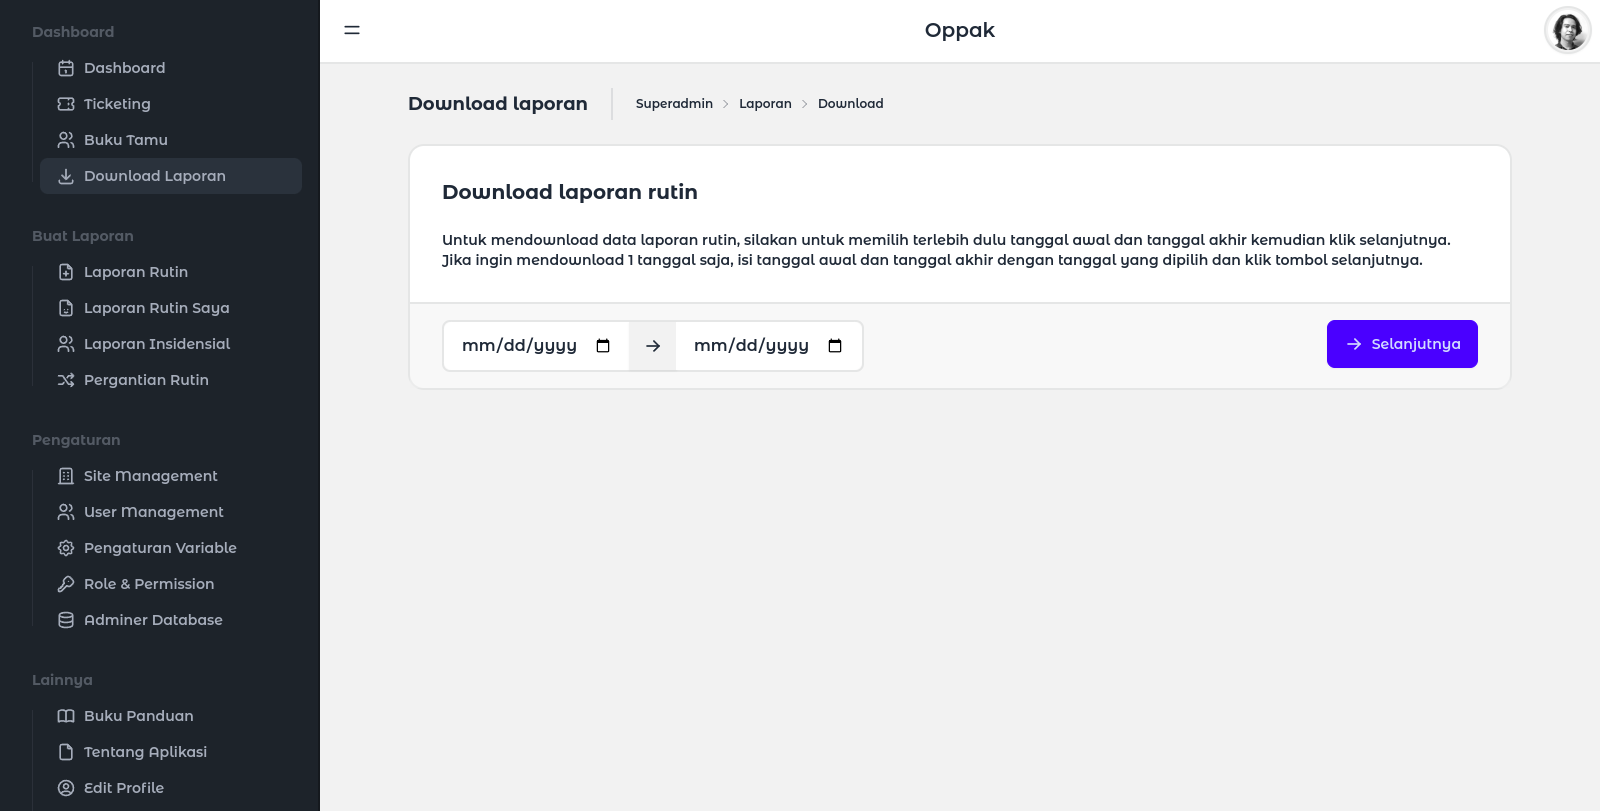 Dashboard
Dashboard
Ticketing
Buku Tamu
Download Laporan
Buat Laporan
Laporan Rutin
Laporan Rutin Saya
Laporan Insidensial
Pergantian Rutin
Pengaturan
Site Management
User Management
Pengaturan Variable
Role & Permission
Adminer Database
Lainnya
Buku Panduan
Tentang Aplikasi
Edit Profile
Oppak
Download laporan
Superadmin > Laporan > Download
Download laporan rutin
Untuk mendownload data laporan rutin, silakan untuk memilih terlebih dulu tanggal awal dan tanggal akhir kemudian klik selanjutnya.
Jika ingin mendownload 1 tanggal saja, isi tanggal awal dan tanggal akhir dengan tanggal yang dipilih dan klik tombol selanjutnya.
mm/dd/yyyy → mm/dd/yyyy
→ Selanjutnya